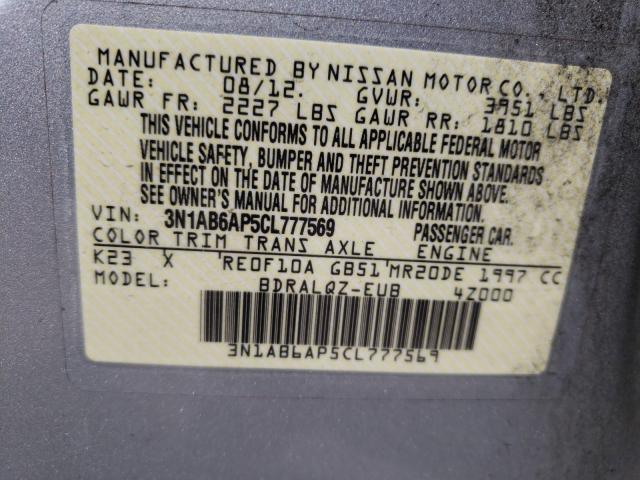 MANUFACTURED BY NISSAN MOTOR CO., LTD.
DATE: 08/12. GVWR: 3951 LBS
GAWR FR: 2227 LBS GAWR RR: 1810 LBS
THIS VEHICLE CONFORMS TO ALL APPLICABLE FEDERAL MOTOR
VEHICLE SAFETY, BUMPER AND THEFT PREVENTION STANDARDS
IN EFFECT ON THE DATE OF MANUFACTURE SHOWN ABOVE.
SEE OWNER'S MANUAL FOR ADDITIONAL INFORMATION.
VIN: 3N1AB6AP5CL777569 PASSENGER CAR.
COLOR TRIM TRANS AXLE ENGINE
K23 X RE0F10A GB51 MR20DE 1997 CC
MODEL: BDRALQZ-EUB 4Z000
3N1AB6AP5CL777569